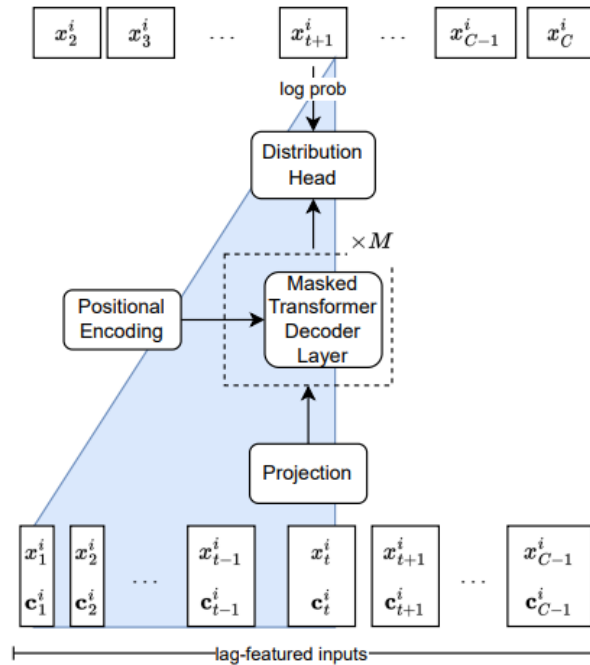 x_2^i x_3^i … x_{t+1}^i … x_{C-1}^i x_C^i
log prob
Distribution
Head
×M
Masked
Transformer
Decoder
Layer
Positional
Encoding
Projection
x_1^i x_2^i … x_{t-1}^i x_t^i x_{t+1}^i … x_{C-1}^i
c_1^i c_2^i c_{t-1}^i c_t^i c_{t+1}^i c_{C-1}^i
lag-featured inputs